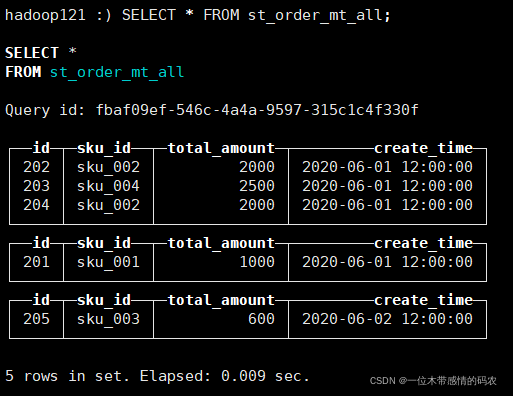 hadoop121 :) SELECT * FROM st_order_mt_all;
SELECT *
FROM st_order_mt_all
Query id: fbaf09ef-546c-4a4a-9597-315c1c4f330f
id sku_id total_amount create_time
202 sku_002 2000 2020-06-01 12:00:00
203 sku_004 2500 2020-06-01 12:00:00
204 sku_002 2000 2020-06-01 12:00:00
id sku_id total_amount create_time
201 sku_001 1000 2020-06-01 12:00:00
id sku_id total_amount create_time
205 sku_003 600 2020-06-02 12:00:00
5 rows in set. Elapsed: 0.009 sec.
CSDN @一位木带感情的码农